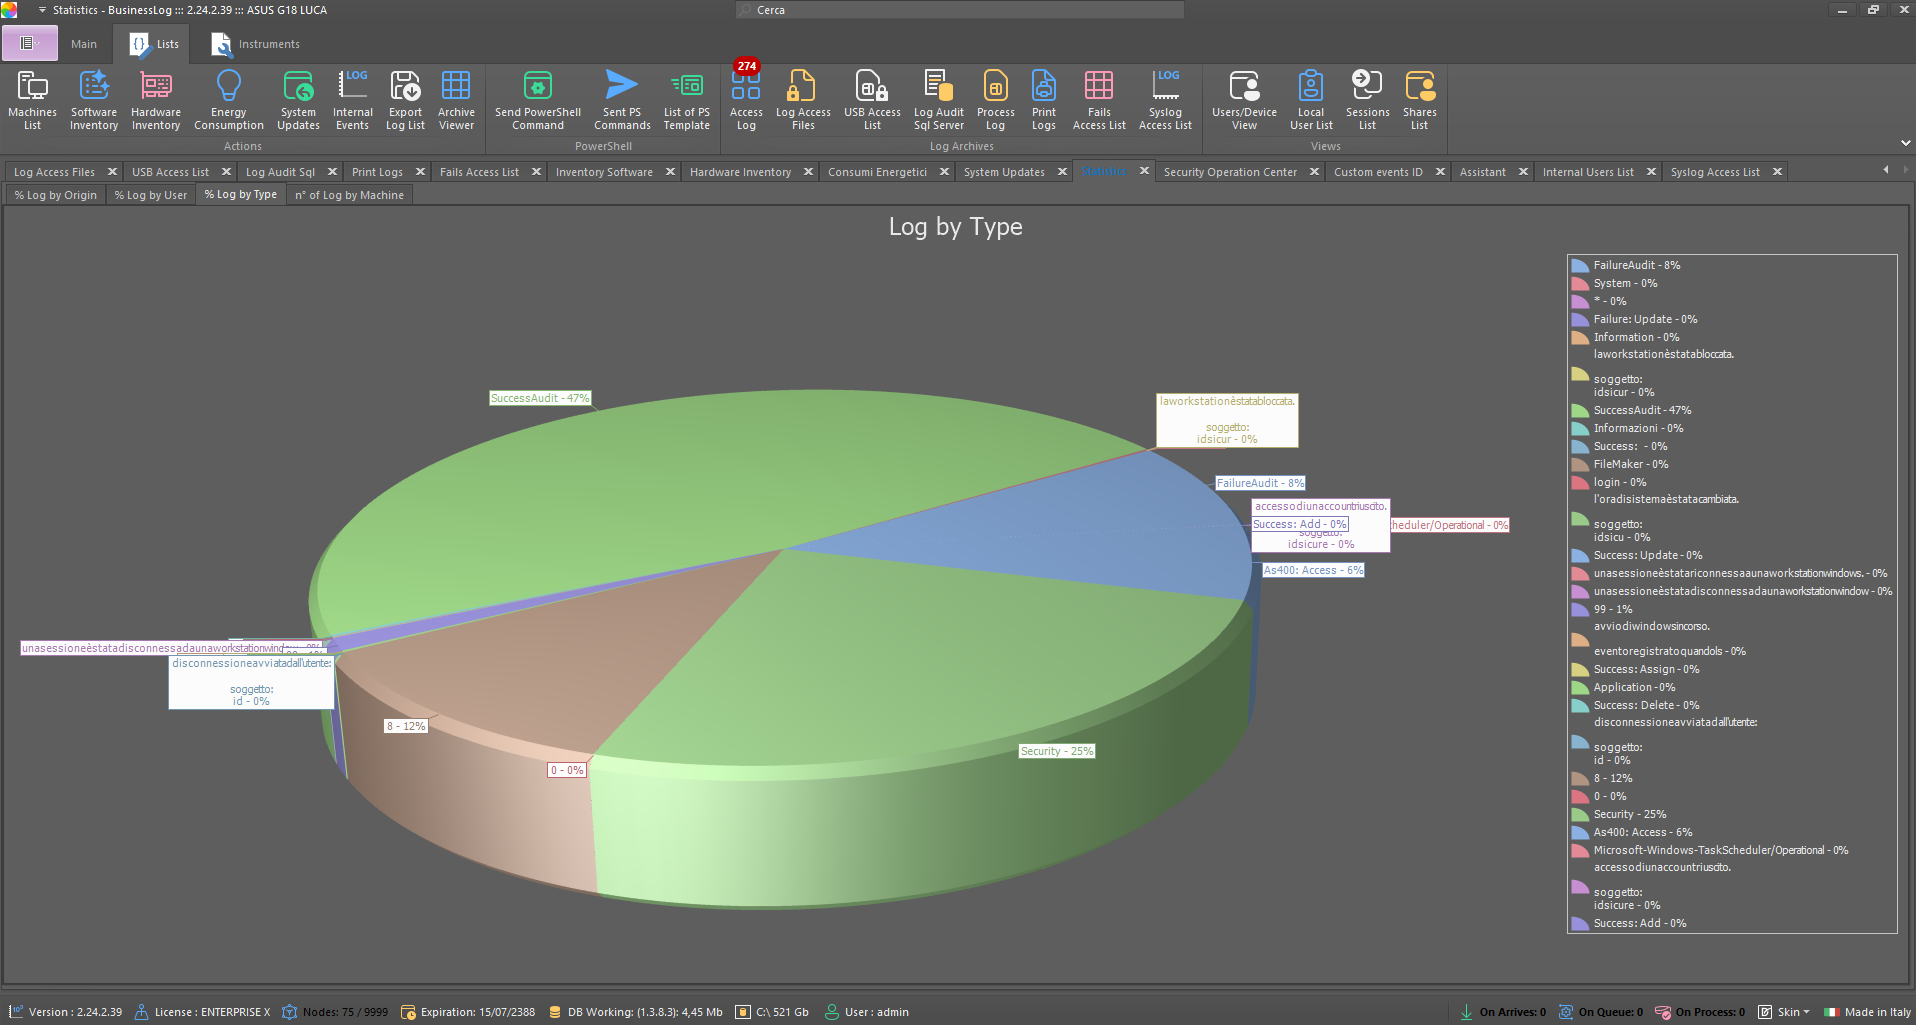 Statistics - BusinessLog ::: 2.24.2.39 ::: ASUS G18 LUCA
Cerca
Main
Lists
Instruments
274
LOG
LOG
Machines List
Software Inventory
Hardware Inventory
Energy Consumption
System Updates
Internal Events
Export Log List
Archive Viewer
Send PowerShell Command
Sent PS Commands
List of PS Template
Access Log
Log Access Files
USB Access List
Log Audit Sql Server
Process Log
Print Logs
Fails Access List
Syslog Access List
Users/Device View
Local User List
Sessions List
Shares List
Actions
PowerShell
Log Archives
Views
Log Access Files
USB Access List
Log Audit Sql
Print Logs
Fails Access List
Inventory Software
Hardware Inventory
Consumi Energetici
System Updates
Statistics
Security Operation Center
Custom events ID
Assistant
Internal Users List
Syslog Access List
% Log by Origin
% Log by User
% Log by Type
n° of Log by Machine
Log by Type
SuccessAudit - 47%
laworkstationèstatabloccata.
soggetto:
idsicur - 0%
FailureAudit - 8%
accessodiunaccountriuscito.
Success: Add - 0%
cheduler/Operational - 0%
soggetto:
idsicure - 0%
As400: Access - 6%
unasessioneèstatadisconnessadaunaworkstationwindow - 0%
disconnessioneavviatadall'utente:
soggetto:
id - 0%
8 - 12%
0 - 0%
Security - 25%
FailureAudit - 8%
System - 0%
* - 0%
Failure: Update - 0%
Information - 0%
laworkstationèstatabloccata.
soggetto:
idsicur - 0%
SuccessAudit - 47%
Informazioni - 0%
Success: - 0%
FileMaker - 0%
login - 0%
l'oradisistemaèstatacambiata.
soggetto:
idsicu - 0%
Success: Update - 0%
unasessioneèstatariconnessaaunaworkstationwindows. - 0%
unasessioneèstatadisconnessadaunaworkstationwindow - 0%
99 - 1%
avviodiwindowsincorso.
eventoregistratoquandols - 0%
Success: Assign - 0%
Application - 0%
Success: Delete - 0%
disconnessioneavviatadall'utente:
soggetto:
id - 0%
8 - 12%
0 - 0%
Security - 25%
As400: Access - 6%
Microsoft-Windows-TaskScheduler/Operational - 0%
accessodiunaccountriuscito.
soggetto:
idsicure - 0%
Success: Add - 0%
Version : 2.24.2.39
License : ENTERPRISE X
Nodes: 75 / 9999
Expiration: 15/07/2388
DB Working: (1.3.8.3): 4,45 Mb
C:\ 521 Gb
User : admin
On Arrives: 0
On Queue: 0
On Process: 0
Skin
Made in Italy